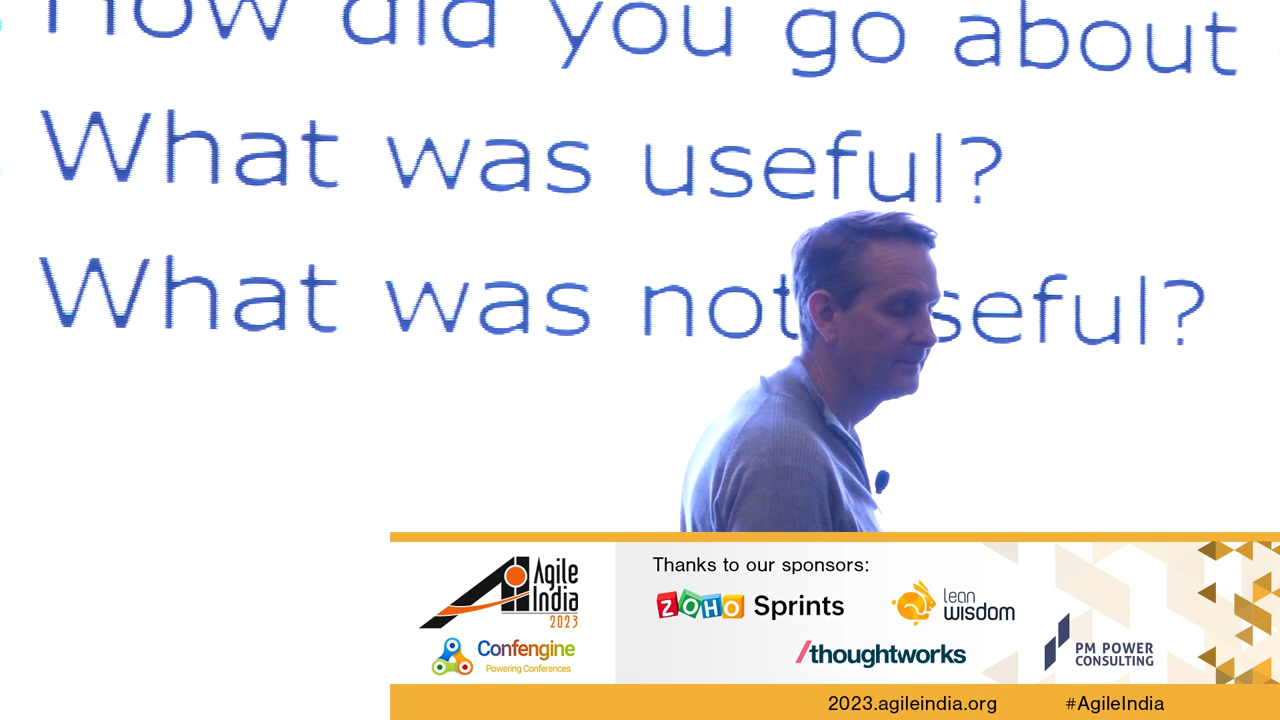 How did you go about
What was useful?
What was not seful?
Agile
India
2023
Confengine
Powering Conferences
Thanks to our sponsors:
ZOHO Sprints
lean
wisdom
/thoughtworks
PM POWER
CONSULTING
2023.agileindia.org
#AgileIndia